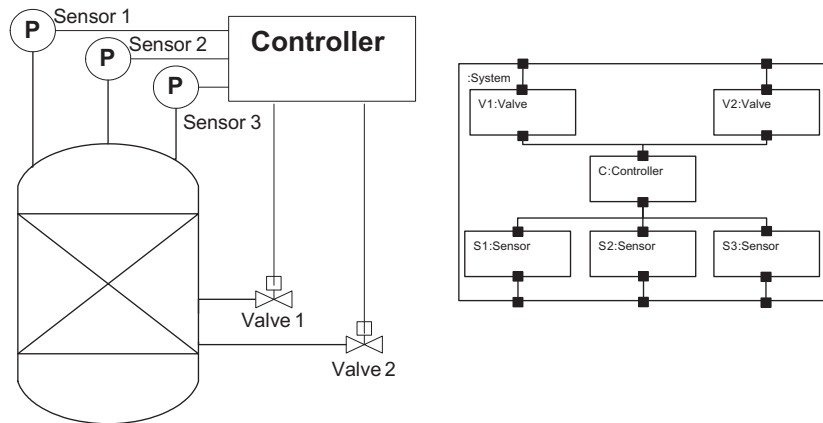 Sensor 1
P
Sensor 2
P
Controller
P
Sensor 3
Valve 1
Valve 2
:System
V1:Valve
V2:Valve
C:Controller
S1:Sensor
S2:Sensor
S3:Sensor